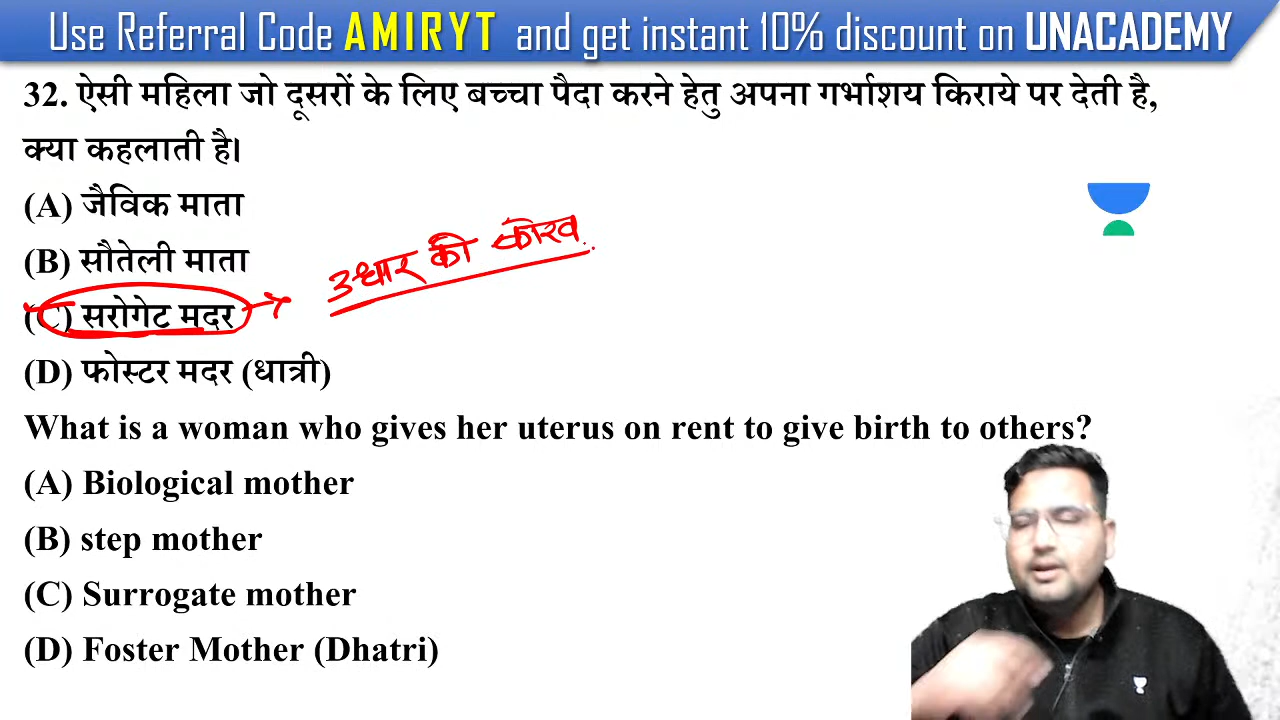 Use Referral Code AMIRYT and get instant 10% discount on UNACADEMY
32. ऐसी महिला जो दूसरों के लिए बच्चा पैदा करने हेतु अपना गर्भाशय किराये पर देती है,
क्या कहलाती है।
(A) जैविक माता
(B) सौतेली माता
(C) सरोगेट मदर
उधार की कोख
(D) फोस्टर मदर (धात्री)
What is a woman who gives her uterus on rent to give birth to others?
(A) Biological mother
(B) step mother
(C) Surrogate mother
(D) Foster Mother (Dhatri)